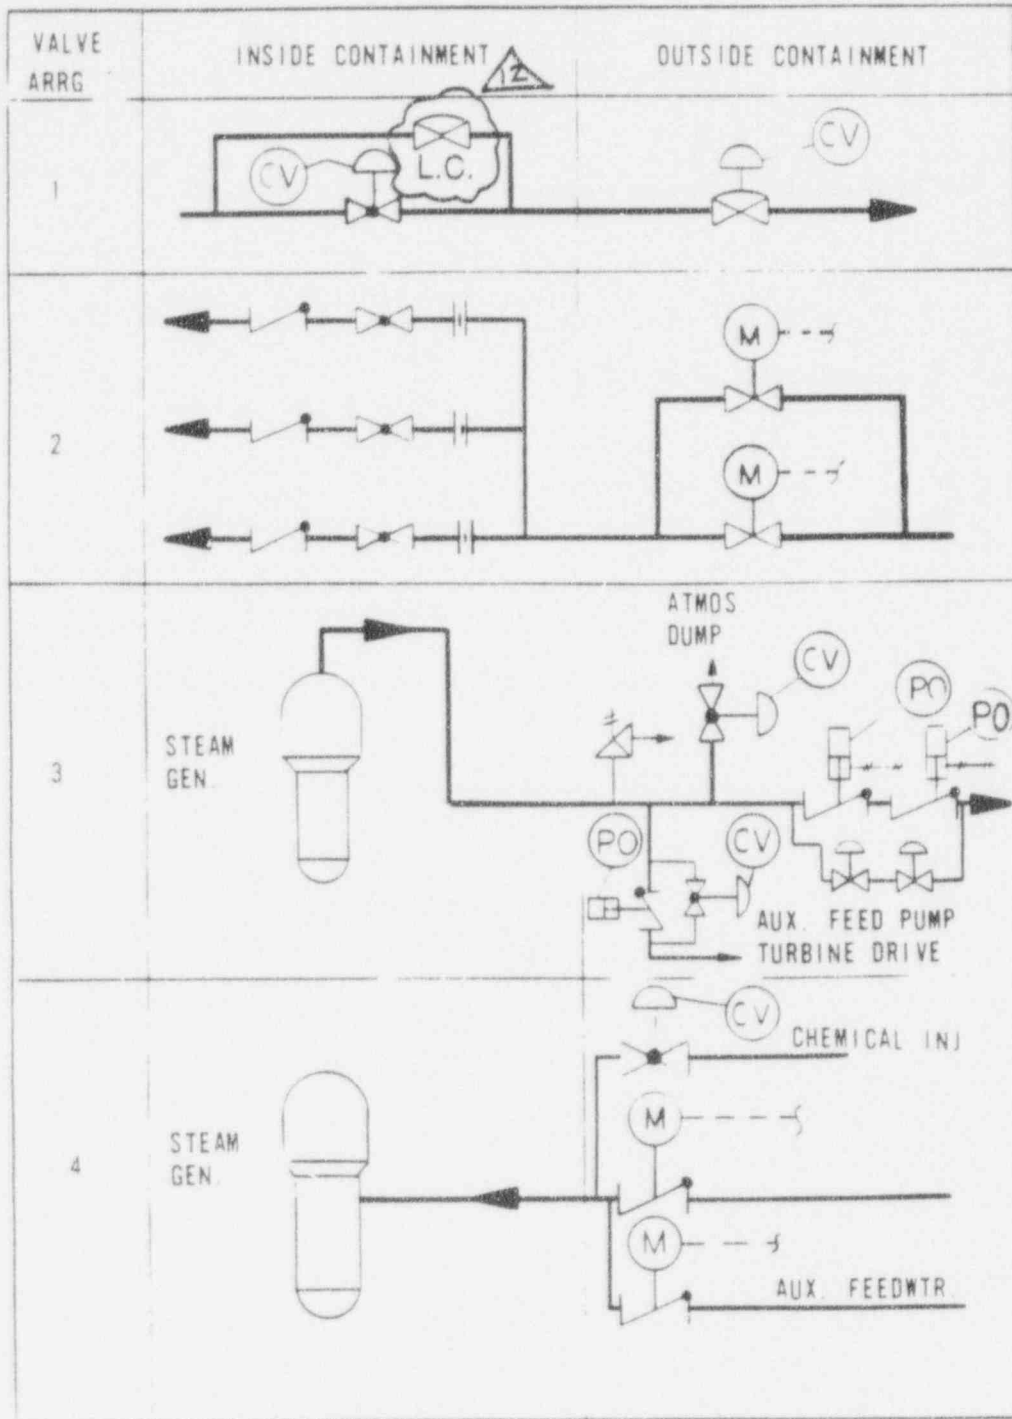 VALVE
ARRG
INSIDE CONTAINMENT
12
OUTSIDE CONTAINMENT
1
CV
L.C.
CV
2
M
M
3
STEAM
GEN.
ATMOS
DUMP
CV
PO
PO
PO
CV
AUX. FEED PUMP
TURBINE DRIVE
4
STEAM
GEN.
CV
CHEMICAL INJ
M
M
AUX. FEEDWTR.